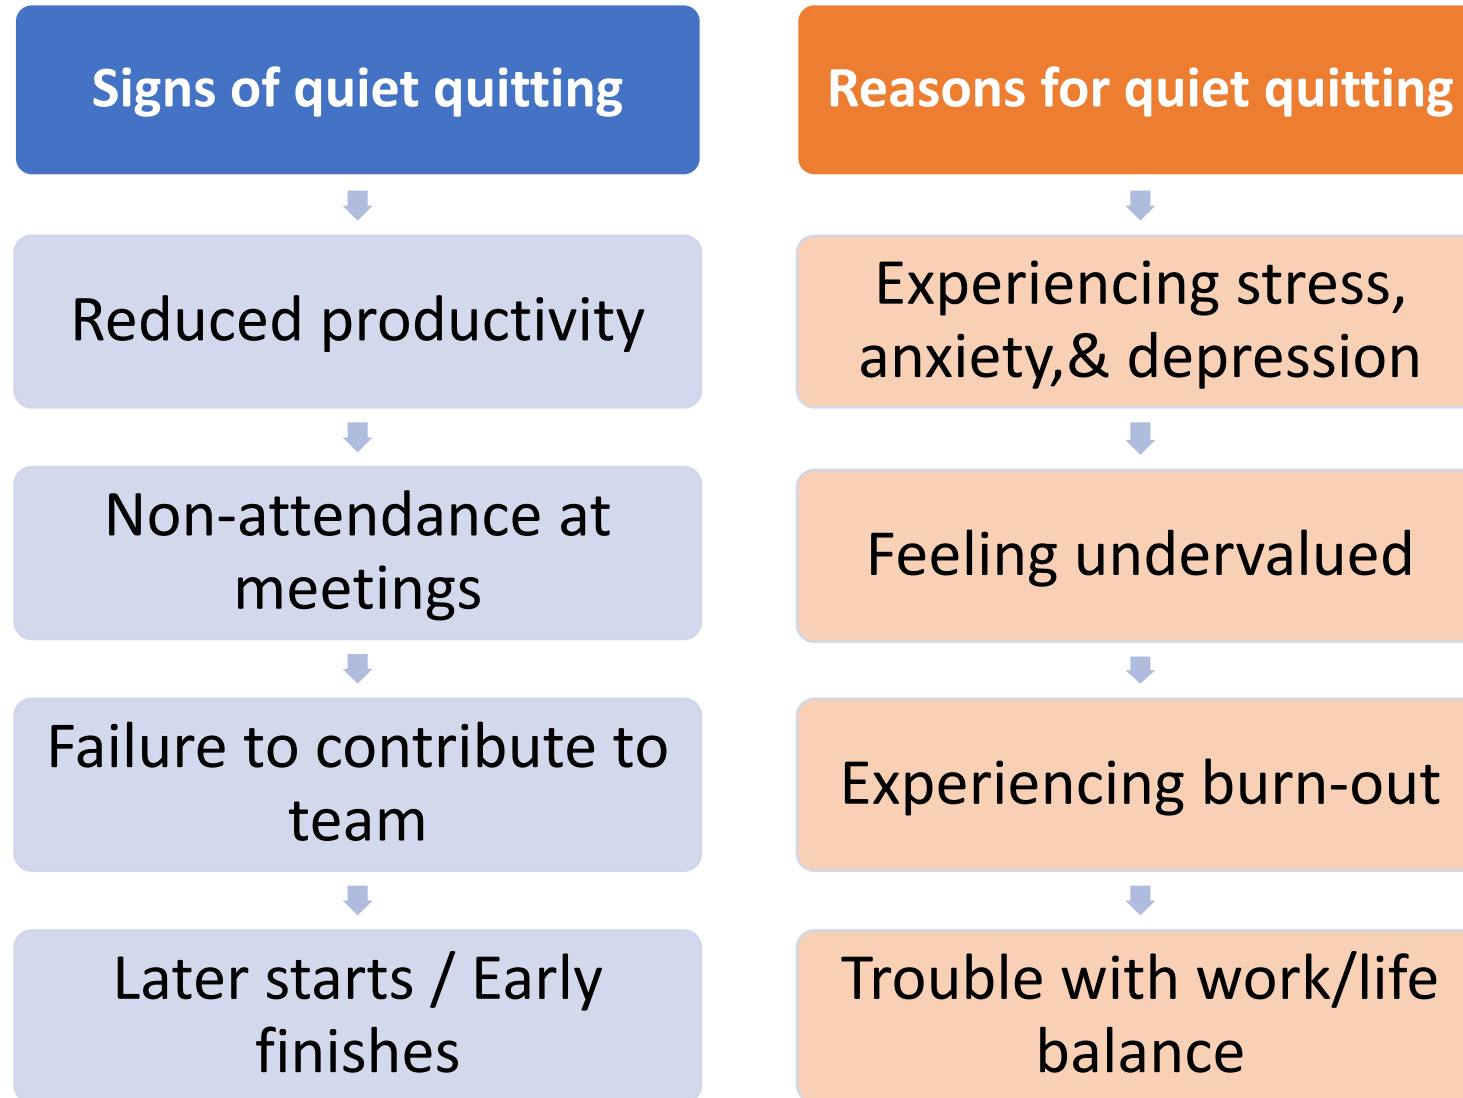 Signs of quiet quitting
Reduced productivity
Non-attendance at
meetings
Failure to contribute to
team
Later starts / Early
finishes
Reasons for quiet quitting
Experiencing stress,
anxiety,& depression
Feeling undervalued
Experiencing burn-out
Trouble with work/life
balance